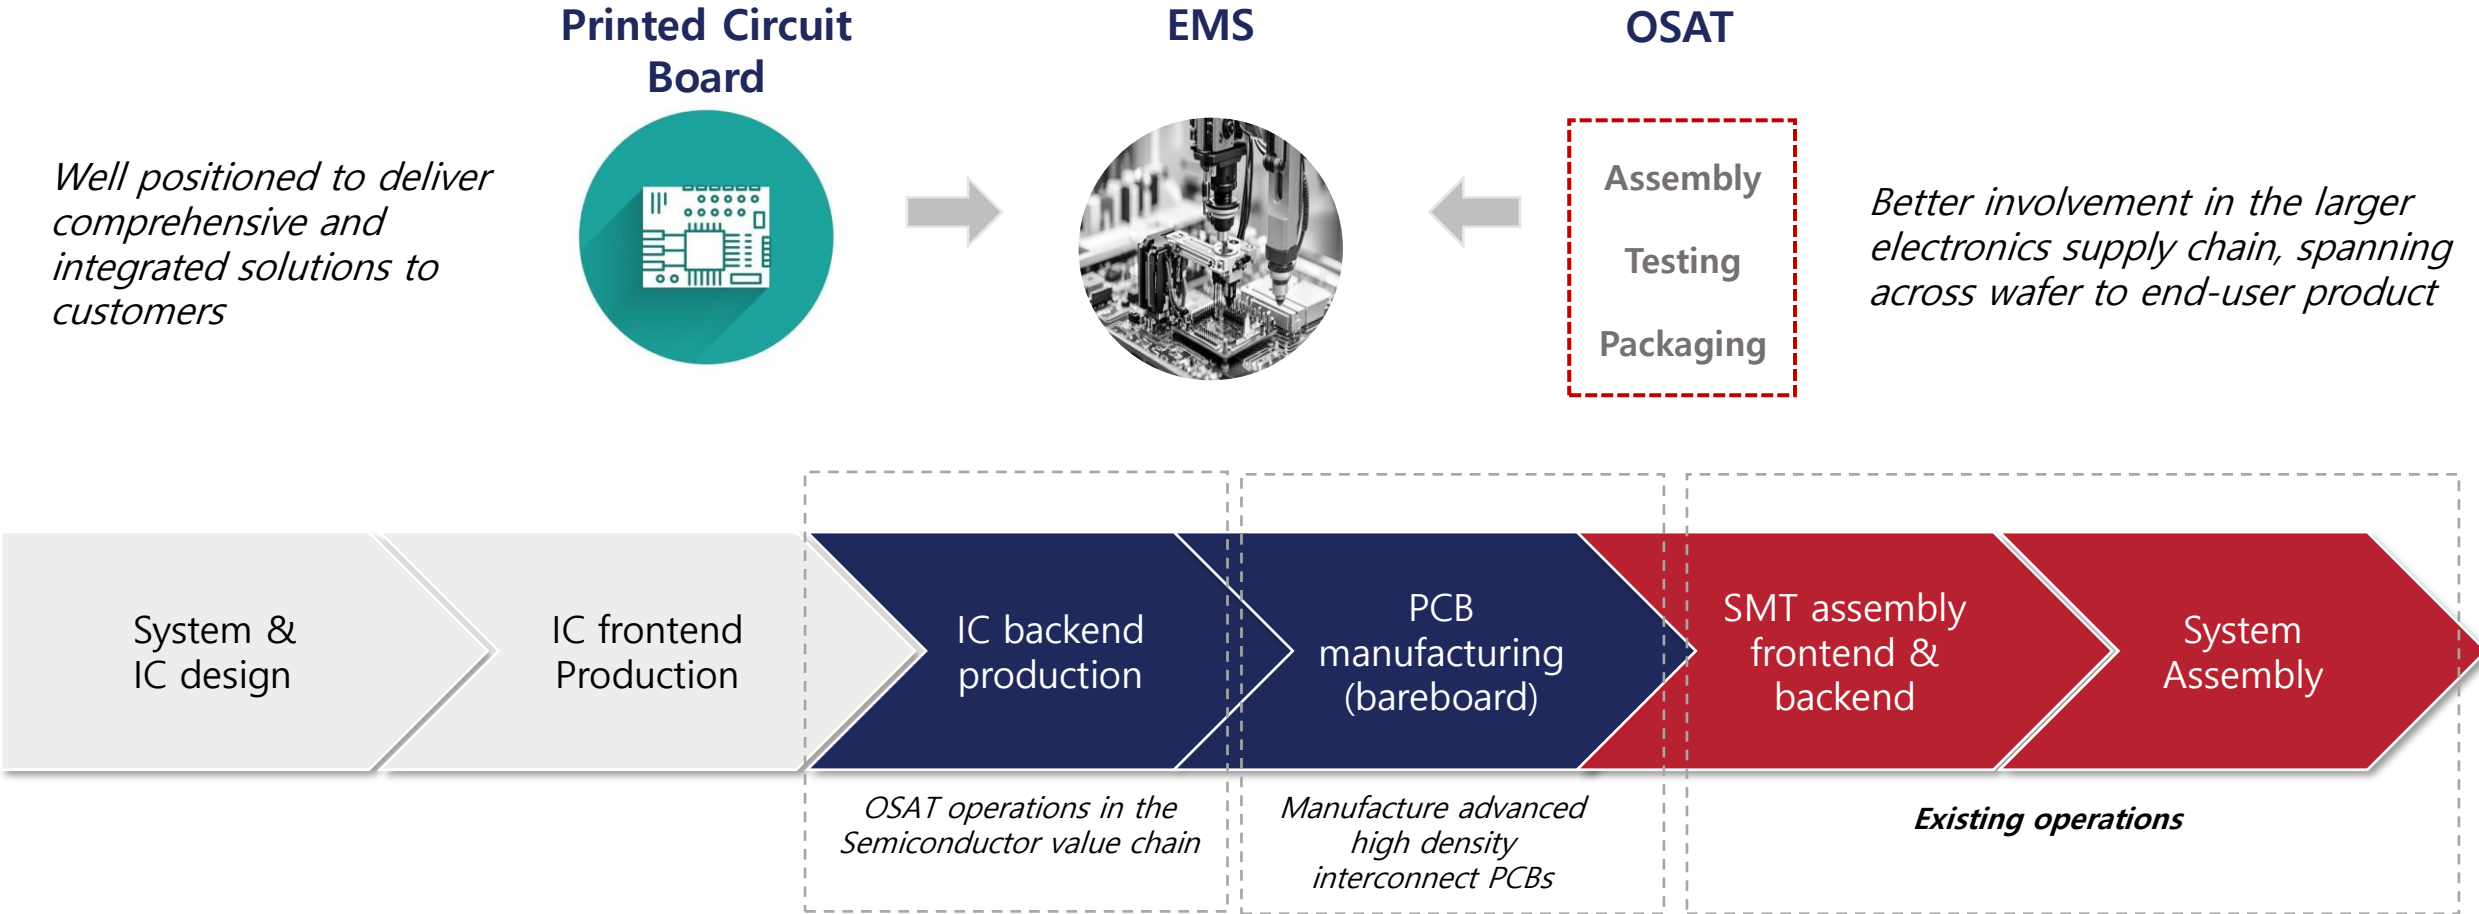 Printed Circuit
Board
EMS
OSAT
Well positioned to deliver
comprehensive and
integrated solutions to
customers
Assembly
Testing
Packaging
Better involvement in the larger
electronics supply chain, spanning
across wafer to end-user product
System &
IC design
IC frontend
Production
IC backend
production
PCB
manufacturing
(bareboard)
SMT assembly
frontend &
backend
System
Assembly
OSAT operations in the
Semiconductor value chain
Manufacture advanced
high density
interconnect PCBs
Existing operations